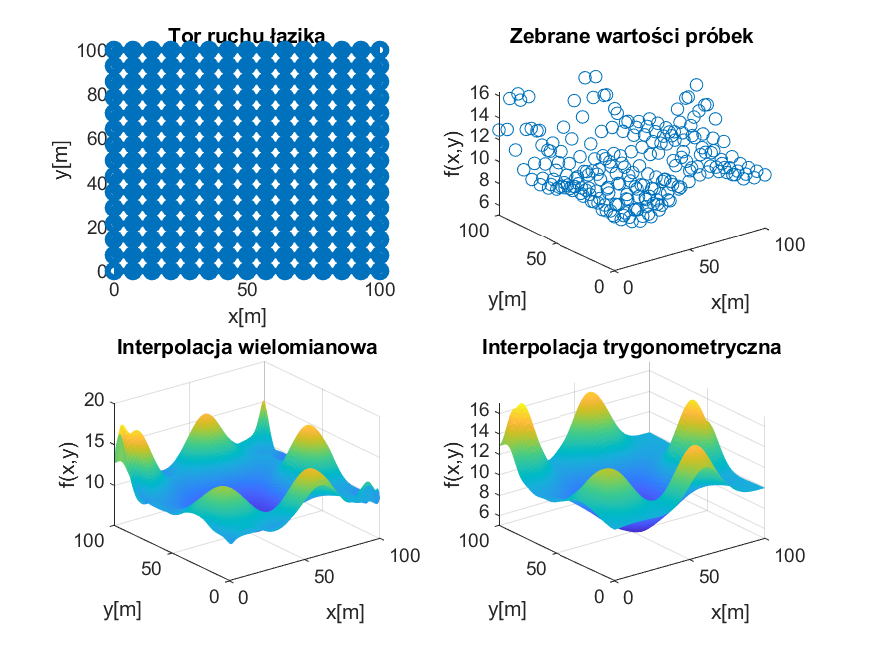 Tor ruchu łazika
100
80
60
40
20
0
y[m]
0
50
100
x[m]
Zebrane wartości próbek
16
14
12
10
8
6
f(x,y)
100
50
0
y[m]
0
50
100
x[m]
Interpolacja wielomianowa
20
15
10
f(x,y)
100
50
0
y[m]
0
50
100
x[m]
Interpolacja trygonometryczna
16
14
12
10
8
6
f(x,y)
100
50
0
y[m]
0
50
100
x[m]